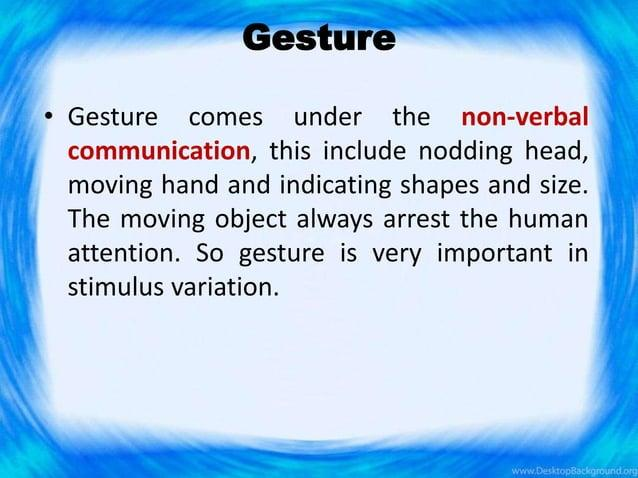 Gesture
• Gesture comes under the non-verbal
communication, this include nodding head,
moving hand and indicating shapes and size.
The moving object always arrest the human
attention. So gesture is very important in
stimulus variation.
www.DesktopBackground.org